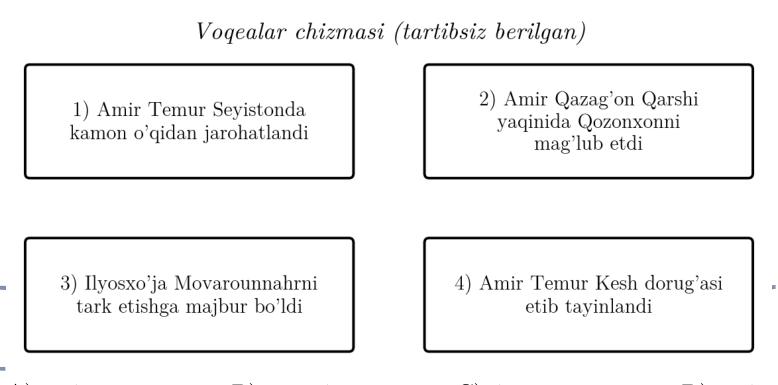 Voqealar chizmasi (tartibsiz berilgan)
1) Amir Temur Seyistonda
kamon o'qidan jarohatlandi
2) Amir Qazag'on Qarshi
yaqinida Qozonxonni
mag'lub etdi
3) Ilyosxo'ja Movarounnahrni
tark etishga majbur bo'ldi
4) Amir Temur Kesh dorug'asi
etib tayinlandi